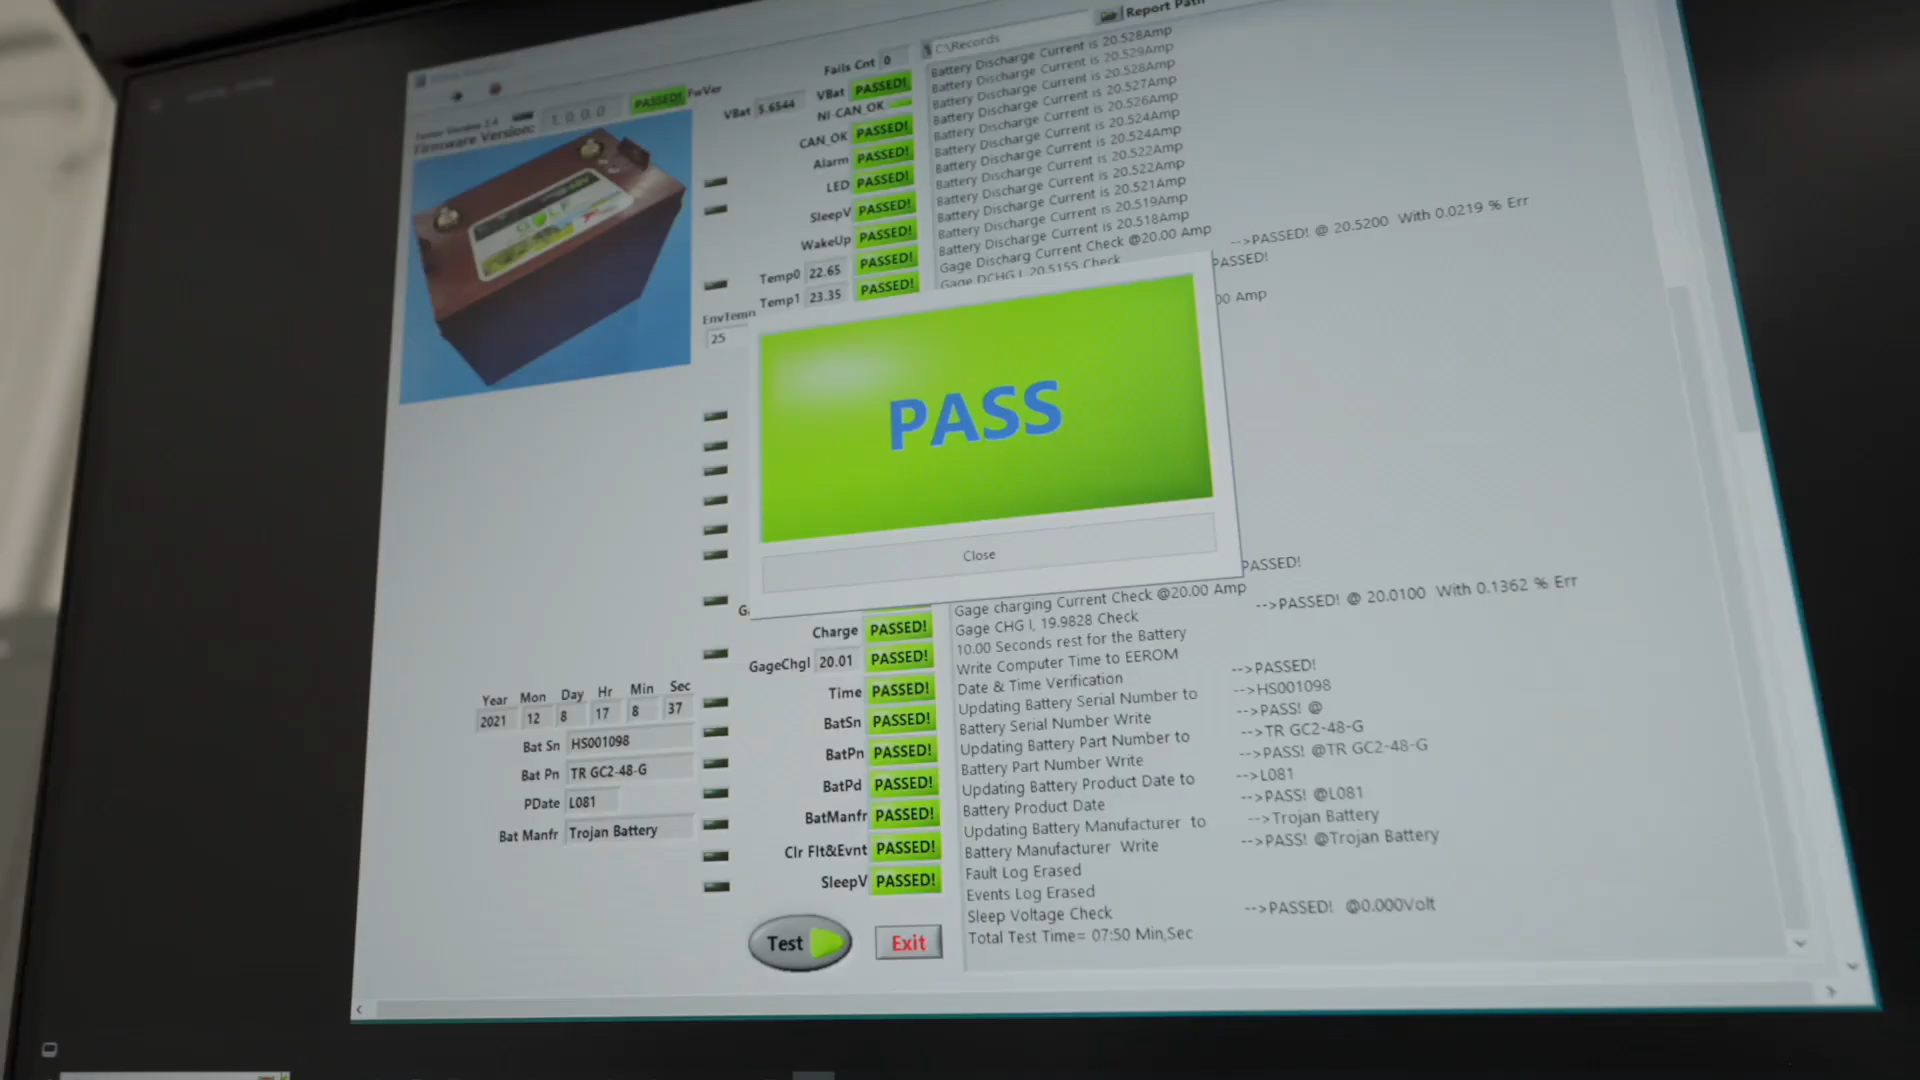 Report Path
C:\Records
Fails Cnt 0
Firmware Version: 1.0.0.0 PASSED! FwVer
VBat 5.6544 VBat PASSED!
NI-CAN_OK
CAN_OK PASSED!
Alarm PASSED!
LED PASSED!
SleepV PASSED!
WakeUp PASSED!
Temp0 22.65 PASSED!
Temp1 23.35 PASSED!
EnvTemp
25
GOLF
Battery Discharge Current is 20.528Amp
Battery Discharge Current is 20.529Amp
Battery Discharge Current is 20.528Amp
Battery Discharge Current is 20.527Amp
Battery Discharge Current is 20.526Amp
Battery Discharge Current is 20.524Amp
Battery Discharge Current is 20.524Amp
Battery Discharge Current is 20.522Amp
Battery Discharge Current is 20.522Amp
Battery Discharge Current is 20.521Amp
Battery Discharge Current is 20.519Amp
Battery Discharge Current is 20.518Amp
Gage Discharg Current Check @20.00 Amp -->PASSED! @ 20.5200 With 0.0219 % Err
Gage DCHG I, 20.5155 Check PASSED!
00 Amp
PASS
Close
PASSED!
Gage charging Current Check @20.00 Amp -->PASSED! @ 20.0100 With 0.1362 % Err
Gage CHG I, 19.9828 Check
10.00 Seconds rest for the Battery
Write Computer Time to EEROM
Date & Time Verification -->PASSED!
Updating Battery Serial Number to -->HS001098
Battery Serial Number Write -->PASS! @
Updating Battery Part Number to -->TR GC2-48-G
Battery Part Number Write -->PASS! @TR GC2-48-G
Updating Battery Product Date to -->L081
Battery Product Date -->PASS! @L081
Updating Battery Manufacturer to -->Trojan Battery
Battery Manufacturer Write -->PASS! @Trojan Battery
Fault Log Erased
Events Log Erased
Sleep Voltage Check -->PASSED! @0.000Volt
Total Test Time= 07:50 Min,Sec
Charge PASSED!
GageChgI 20.01 PASSED!
Time PASSED!
BatSn PASSED!
BatPn PASSED!
BatPd PASSED!
BatManfr PASSED!
Clr Flt&Evnt PASSED!
SleepV PASSED!
Year Mon Day Hr Min Sec
2021 12 8 17 8 37
Bat Sn HS001098
Bat Pn TR GC2-48-G
PDate L081
Bat Manfr Trojan Battery
Test
Exit